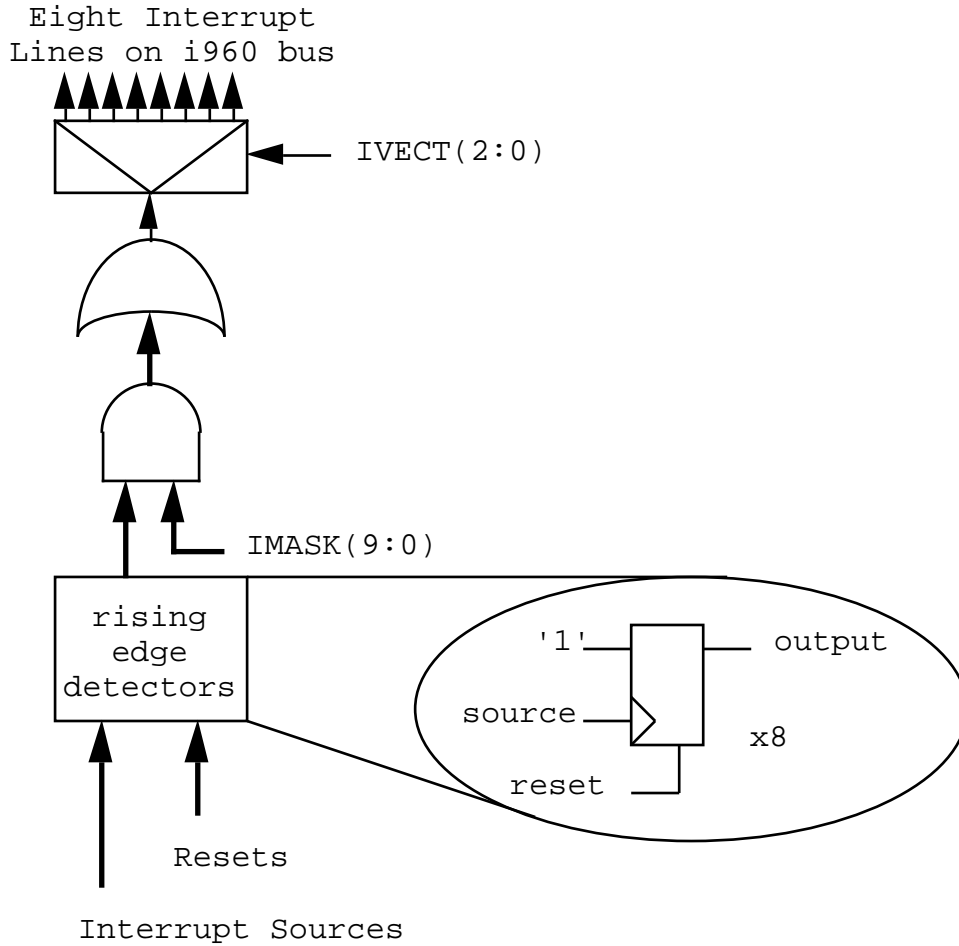 Eight Interrupt
Lines on i960 bus
IVECT(2:0)
IMASK(9:0)
rising
edge
detectors
'1'
output
source
x8
reset
Resets
Interrupt Sources